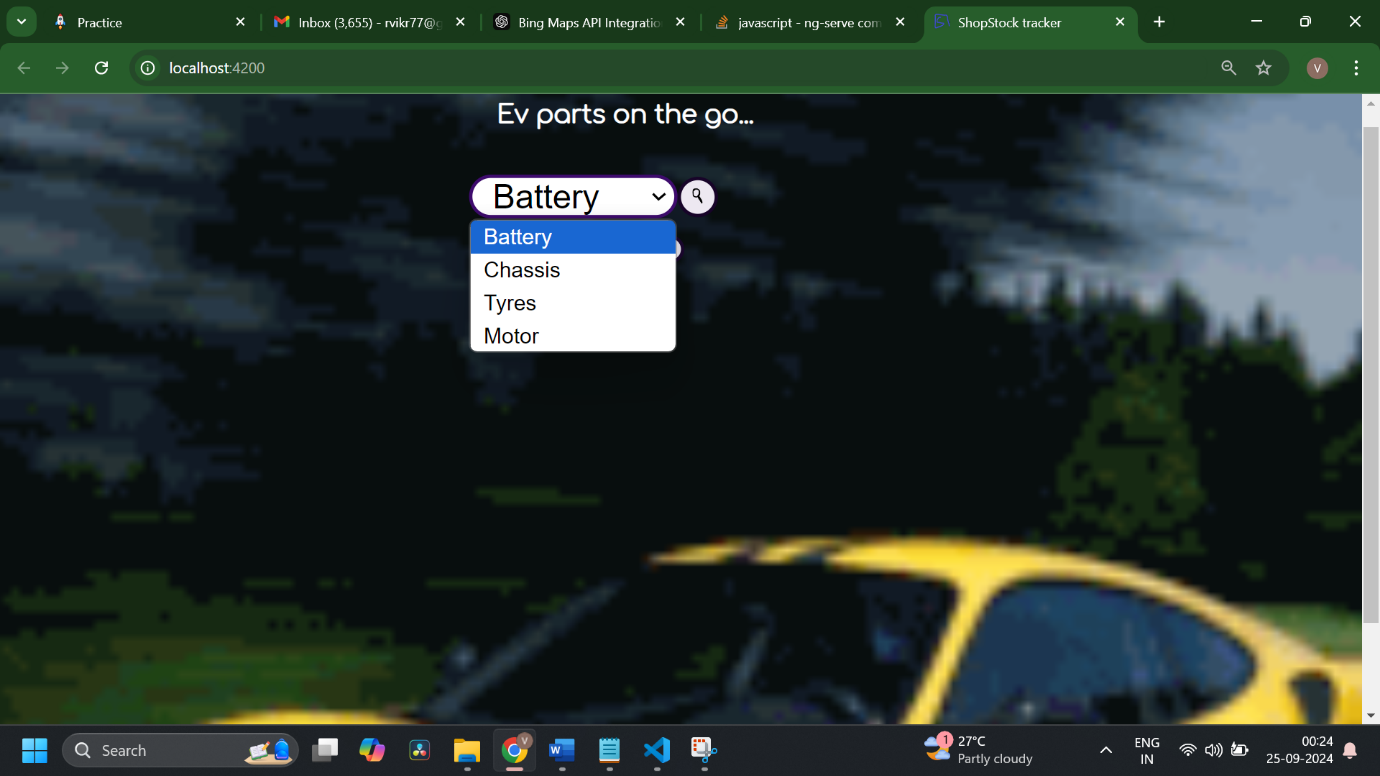 Practice
Inbox (3,655) - rvikr77@g
Bing Maps API Integratio
javascript - ng-serve com
ShopStock tracker
localhost:4200
V
Ev parts on the go...
Battery
Battery
Chassis
Tyres
Motor
Search
1
27°C
Partly cloudy
ENG
IN
00:24
25-09-2024